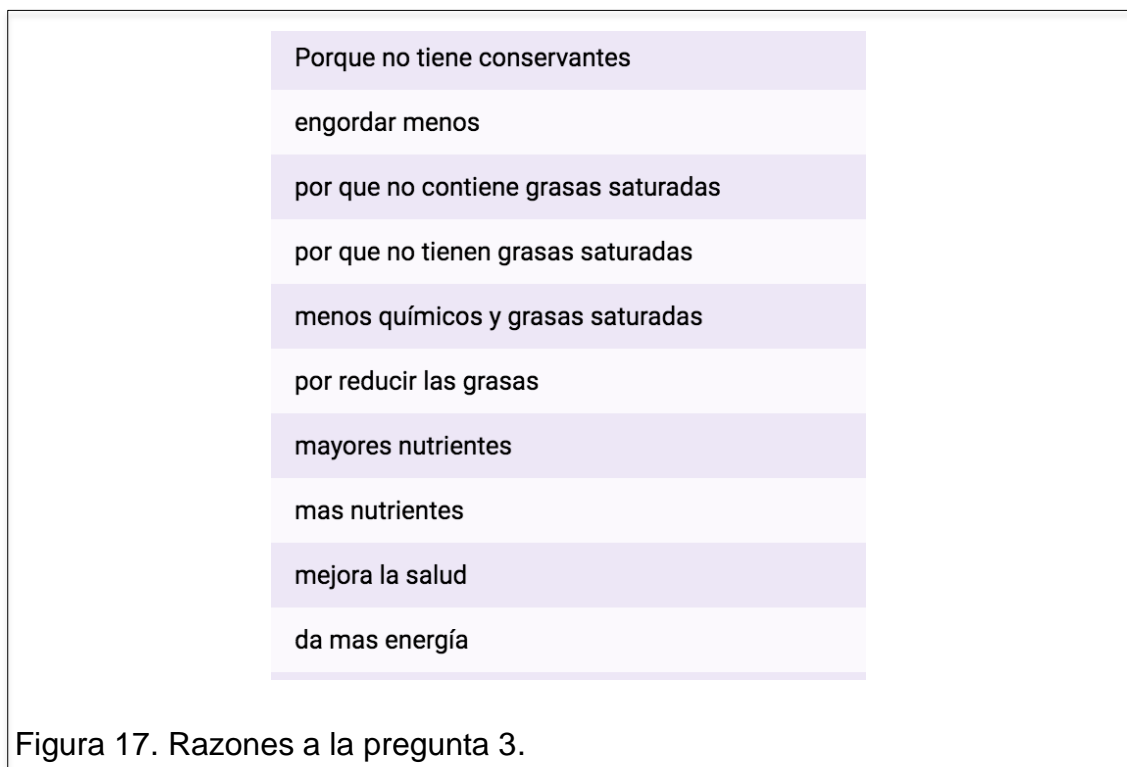 Porque no tiene conservantes
engordar menos
por que no contiene grasas saturadas
por que no tienen grasas saturadas
menos químicos y grasas saturadas
por reducir las grasas
mayores nutrientes
mas nutrientes
mejora la salud
da mas energía
Figura 17. Razones a la pregunta 3.